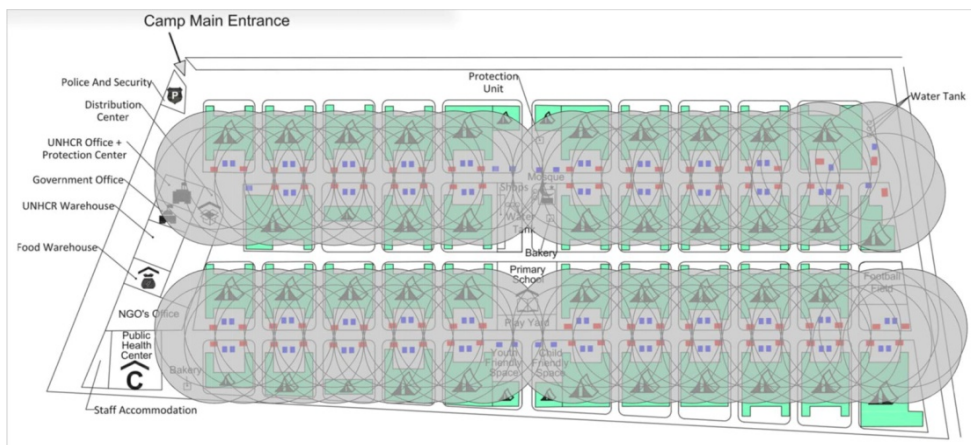 Camp Main Entrance
Police And Security
Distribution
Center
UNHCR Office +
Protection Center
Government Office
UNHCR Warehouse
Food Warehouse
NGO's Office
Public
Health
Center
C
Staff Accommodation
Bakery
Protection
Unit
P
Mosque
Shops
Water
Tank
Bakery
Primary
School
Play Yard
Youth
Friendly
Space
Child
Friendly
Space
Water Tank
Football
Field